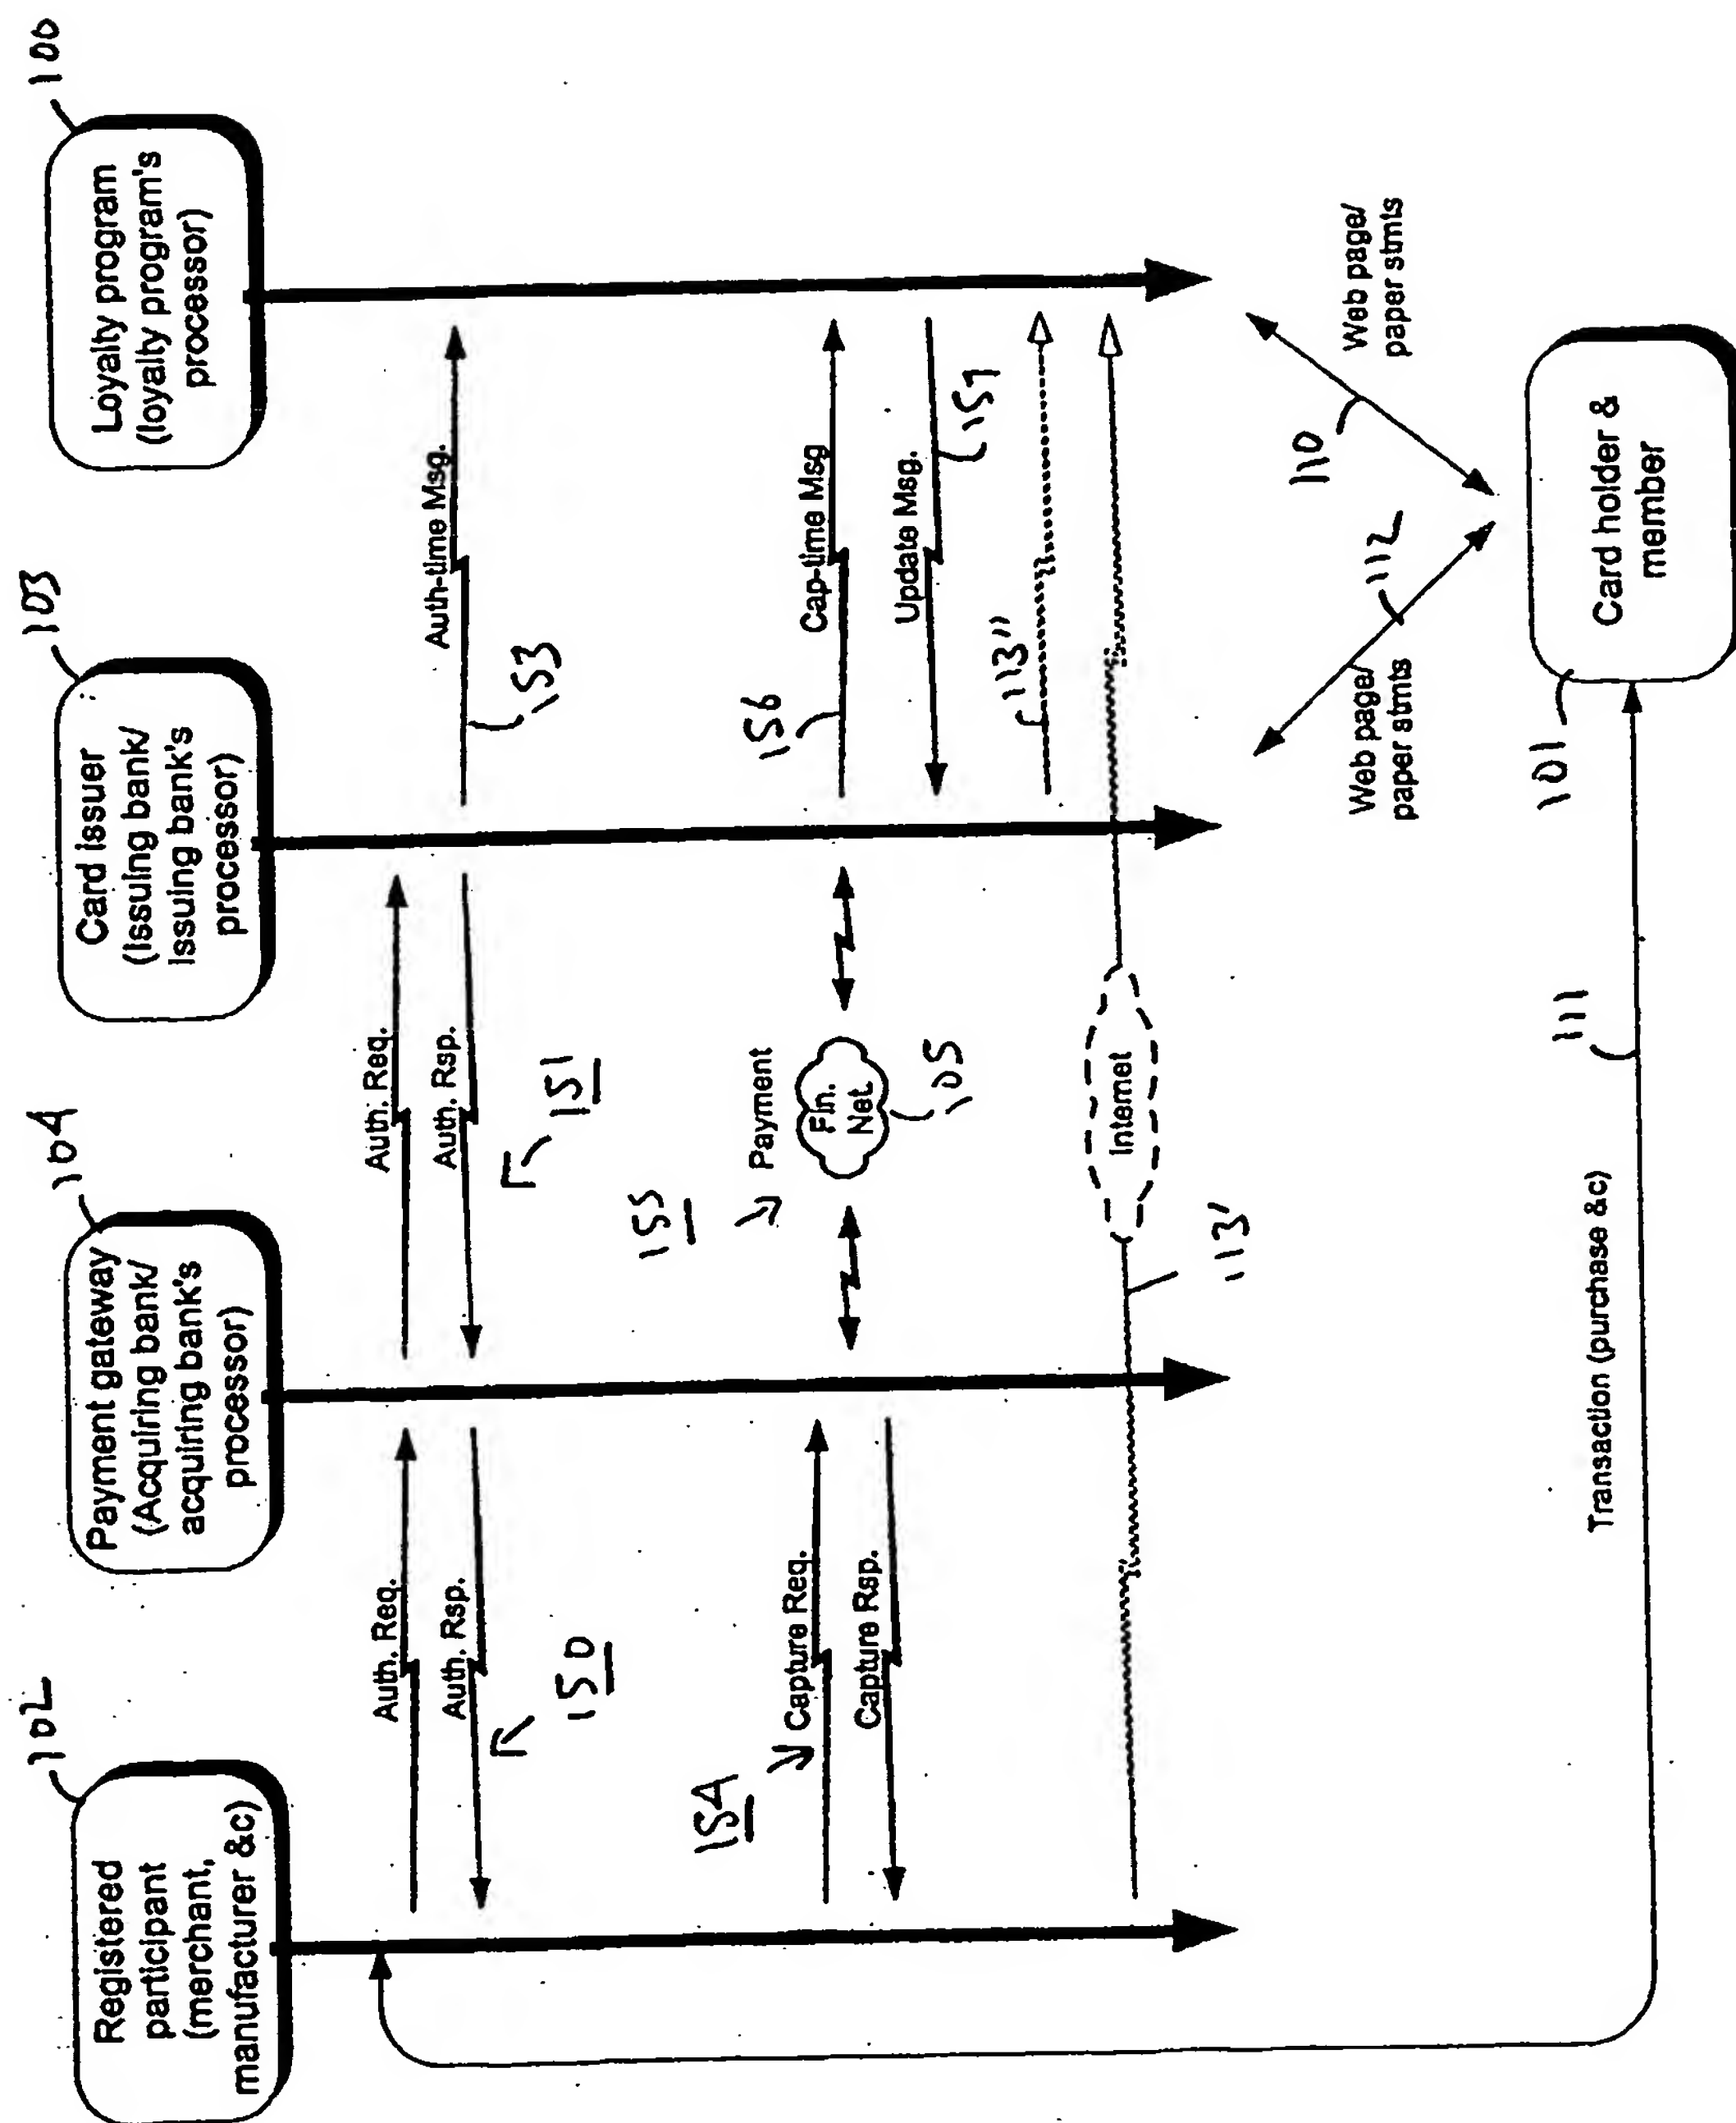 102
Registered
participant
(merchant,
manufacturer &c)
104
Payment gateway
(Acquiring bank/
acquiring bank's
processor)
103
Card issuer
(Issuing bank/
Issuing bank's
processor)
100
Loyalty program
(loyalty program's
processor)
Auth. Req.
Auth. Rsp.
150
Auth. Req.
Auth. Rsp.
151
Auth-time Msg.
153
154
Capture Req.
Capture Rsp.
155
Payment
Fin.
Net.
105
156
Cap-time Msg
Update Msg.
157
113"
Internet
113'
Web page/
paper stmts
112
110
Web page/
paper stmts
101
Card holder &
member
111
Transaction (purchase &c)